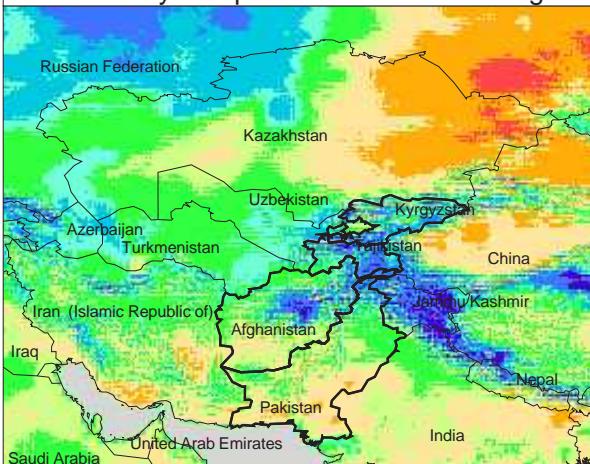 Russian Federation
Kazakhstan
Uzbekistan
Kyrgyzstan
Azerbaijan
Turkmenistan
Tajikistan
China
Iran (Islamic Republic of)
Jammu Kashmir
Afghanistan
Iraq
Nepal
Pakistan
United Arab Emirates
India
Saudi Arabia